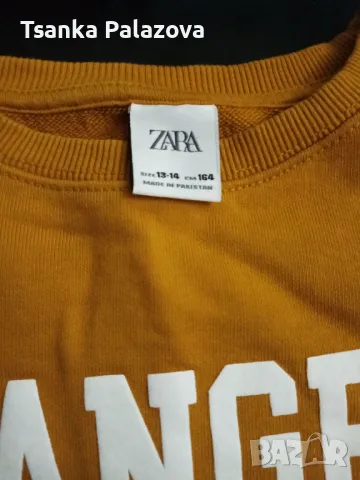 Tsanka Palazova
ZARA
SIZE 13-14 CM 164
MADE IN PAKISTAN
ANGE
BAZAR